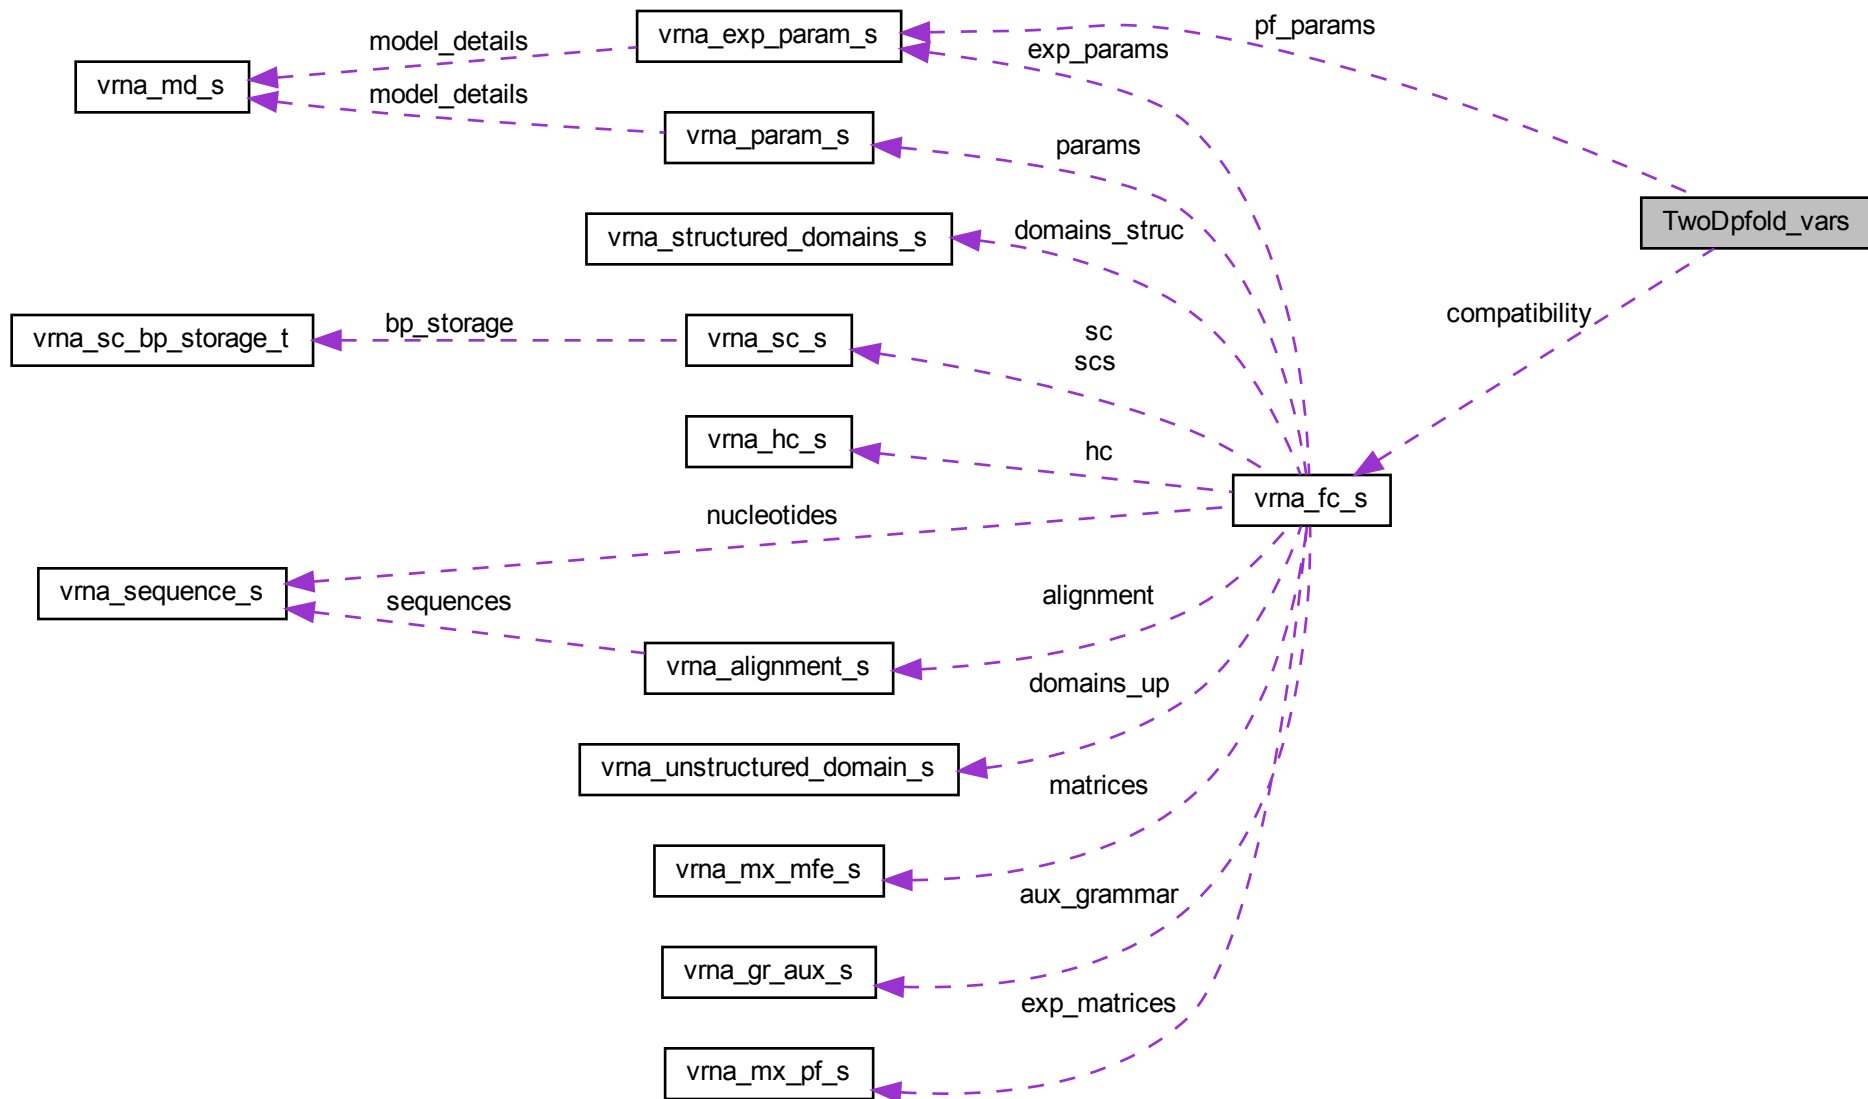 vrna_exp_param_s
pf_params
model_details
exp_params
vrna_md_s
model_details
vrna_param_s
params
TwoDpfold_vars
vrna_structured_domains_s
domains_struc
compatibility
vrna_sc_bp_storage_t
bp_storage
vrna_sc_s
sc
scs
vrna_hc_s
hc
vrna_fc_s
nucleotides
vrna_sequence_s
sequences
alignment
vrna_alignment_s
domains_up
vrna_unstructured_domain_s
matrices
vrna_mx_mfe_s
aux_grammar
vrna_gr_aux_s
exp_matrices
vrna_mx_pf_s